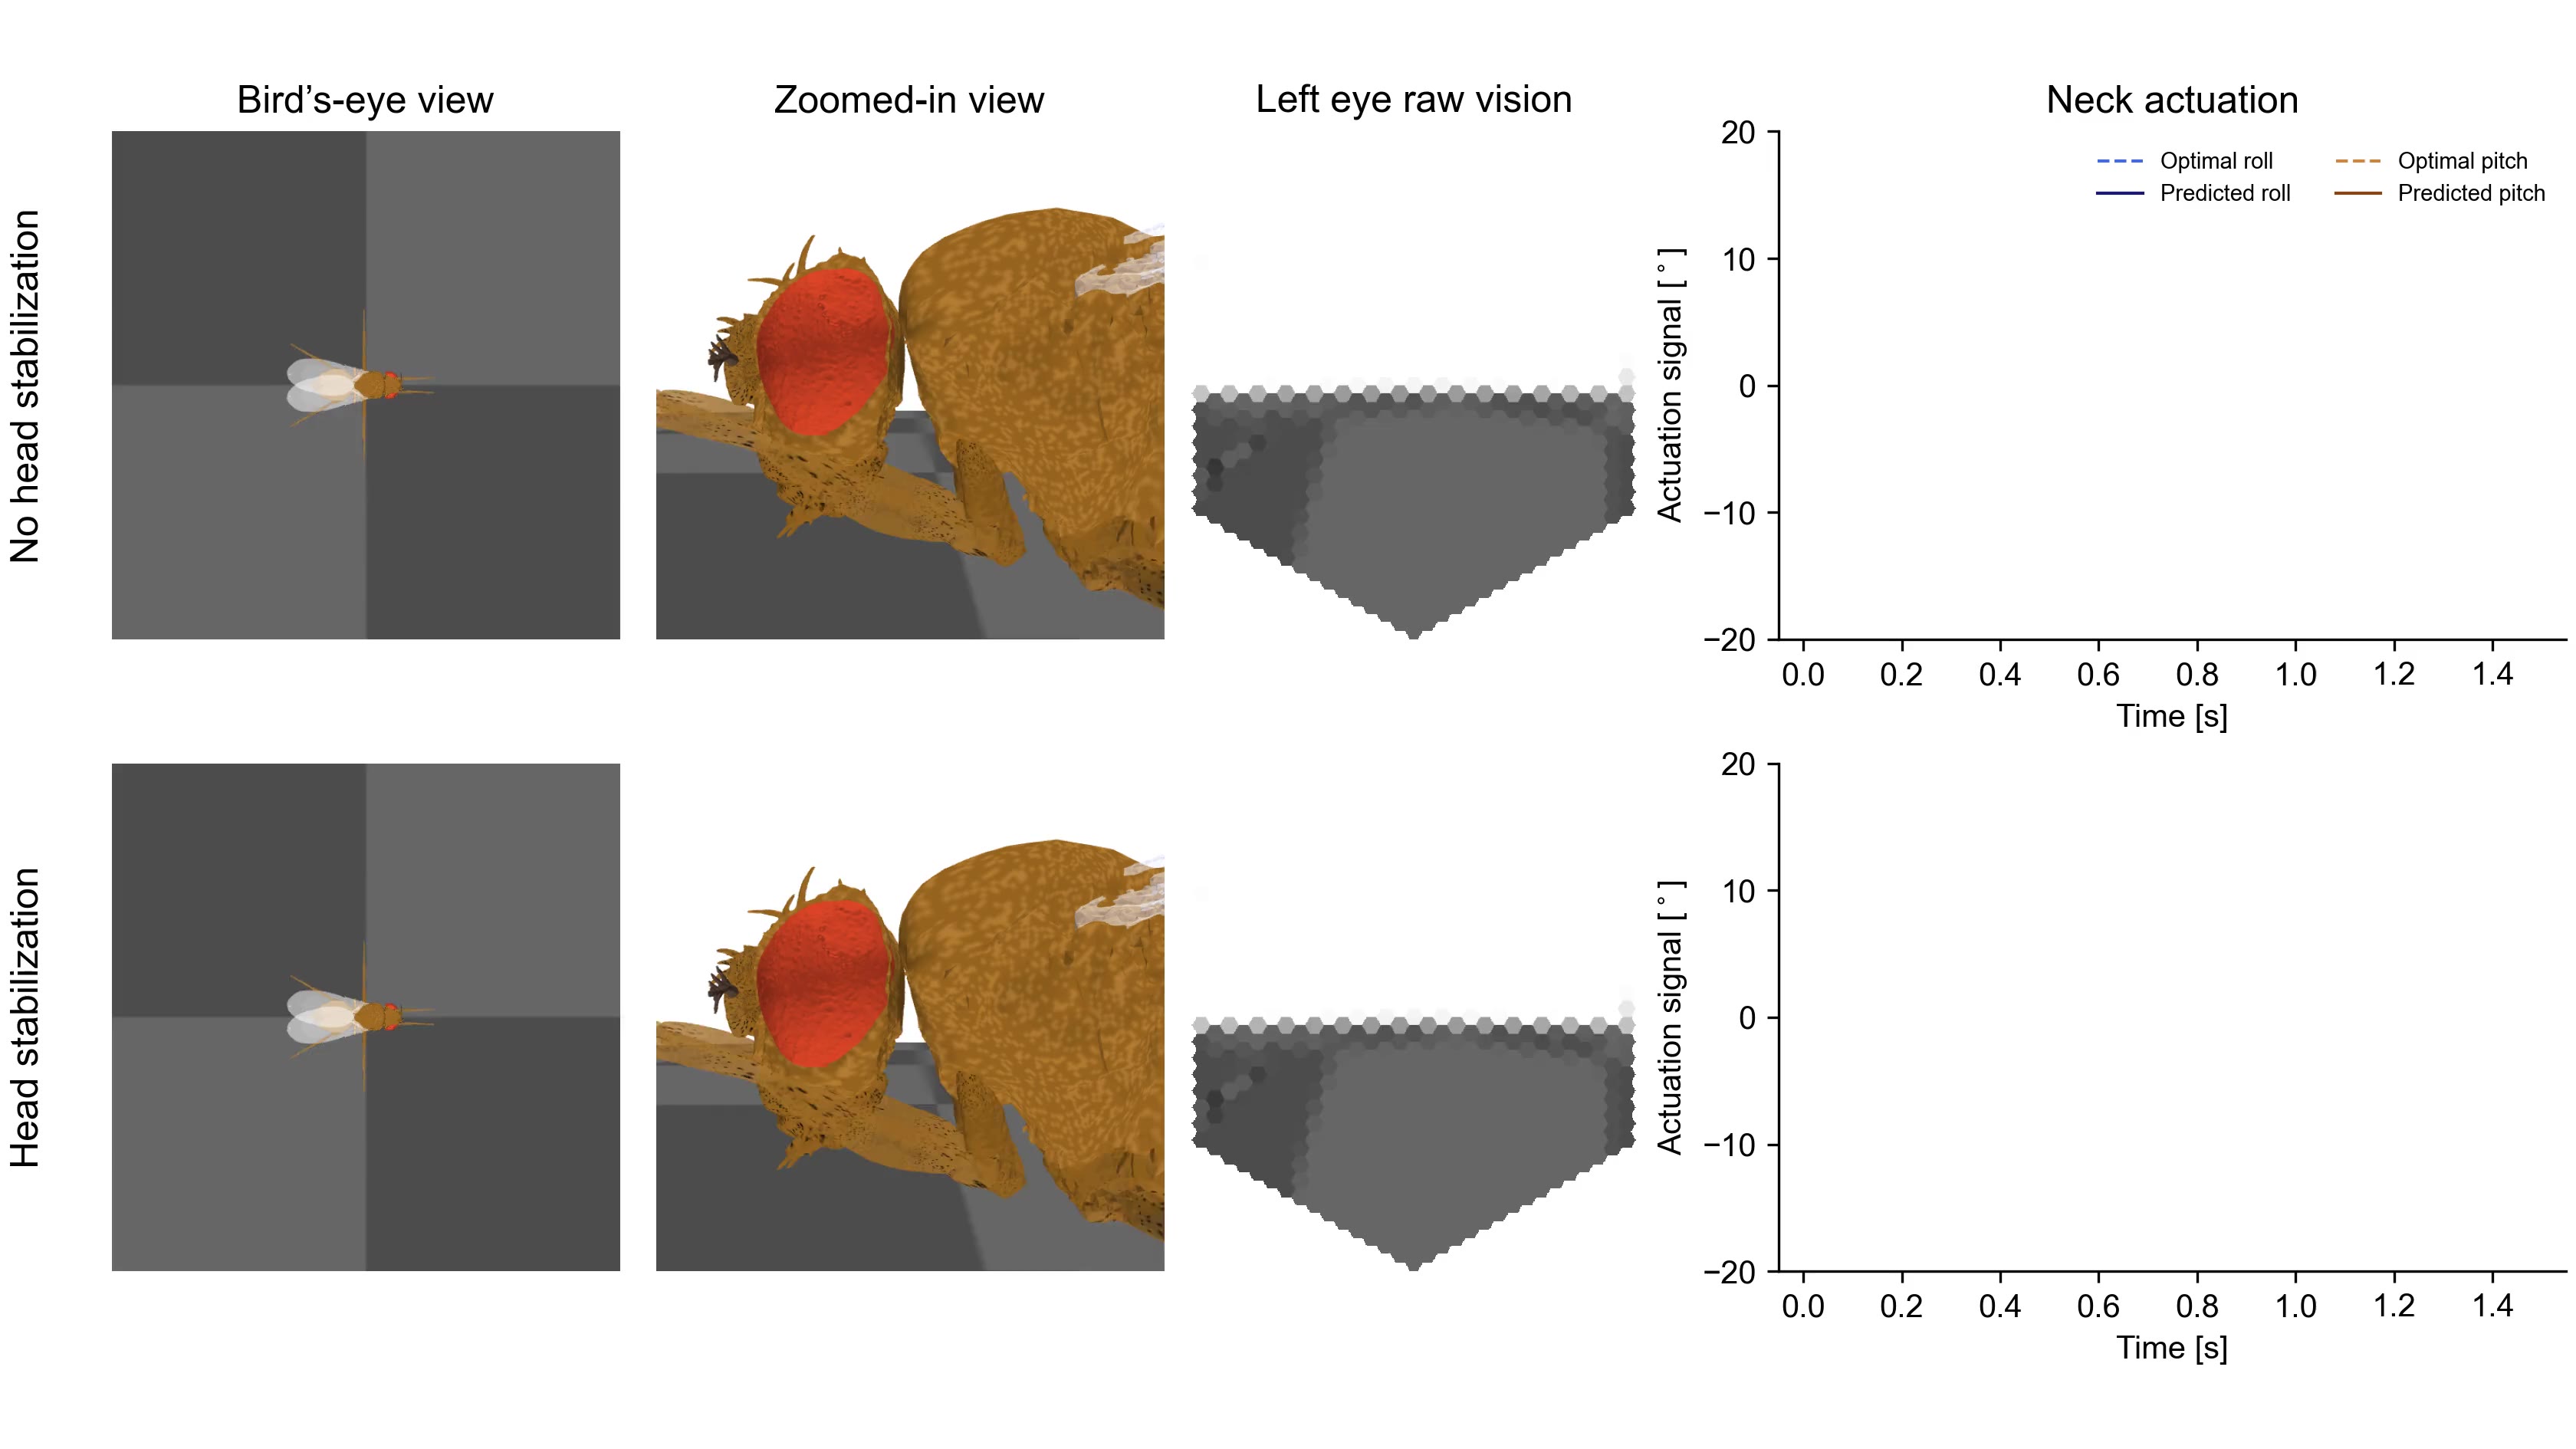 Bird’s-eye view
Zoomed-in view
Left eye raw vision
Neck actuation
No head stabilization
Actuation signal [°]
20
10
0
−10
−20
Optimal roll
Predicted roll
Optimal pitch
Predicted pitch
0.0 0.2 0.4 0.6 0.8 1.0 1.2 1.4
Time [s]
Head stabilization
Actuation signal [°]
20
10
0
−10
−20
0.0 0.2 0.4 0.6 0.8 1.0 1.2 1.4
Time [s]